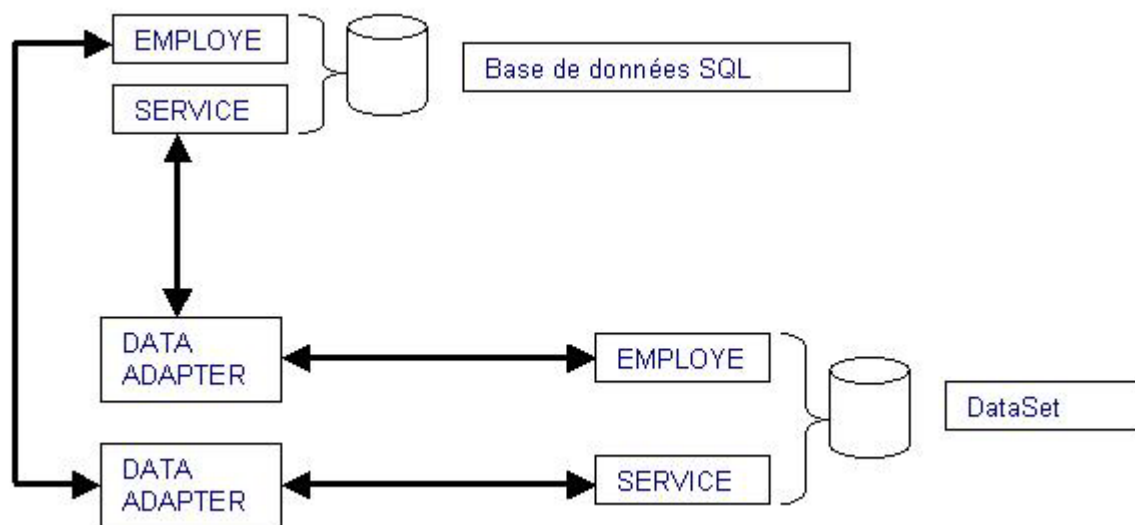 EMPLOYE
Base de données SQL
SERVICE
DATA
ADAPTER
EMPLOYE
DataSet
DATA
ADAPTER
SERVICE